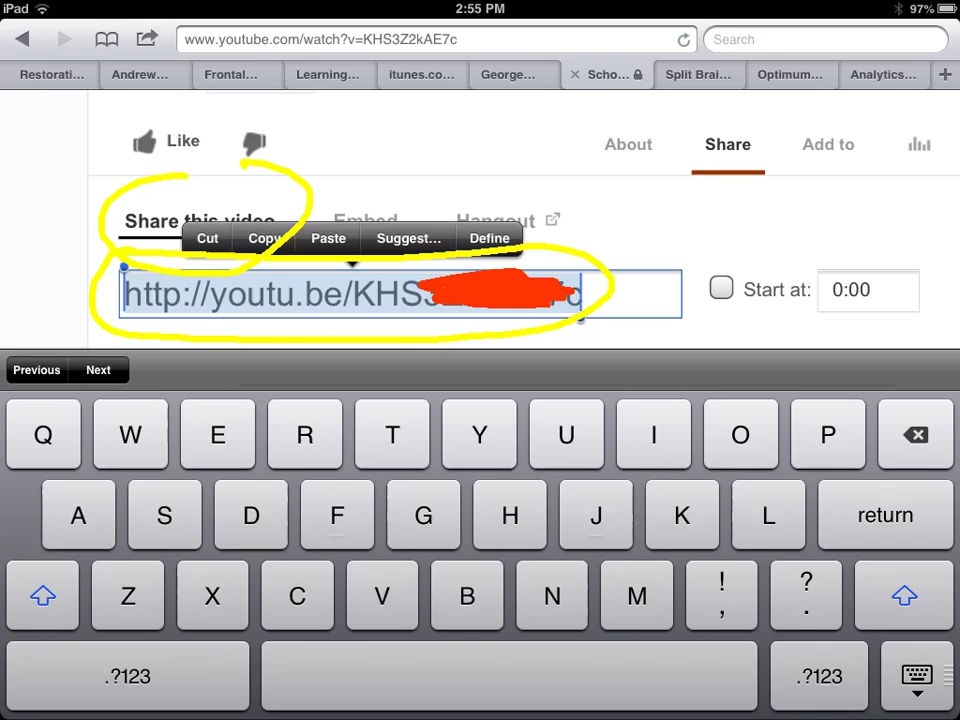 iPad 2:55 PM 97%
www.youtube.com/watch?v=KHS3Z2kAE7c Search
Restorati... Andrew... Frontal... Learning... itunes.co... George... Scho... Split Brai... Optimum... Analytics...
Like About Share Add to
Share this video Embed Hangout
Cut Copy Paste Suggest... Define
http://youtu.be/KHS Start at: 0:00
Previous Next
Q W E R T Y U I O P
A S D F G H J K L return
Z X C V B N M ! , ? .
.?123 .?123